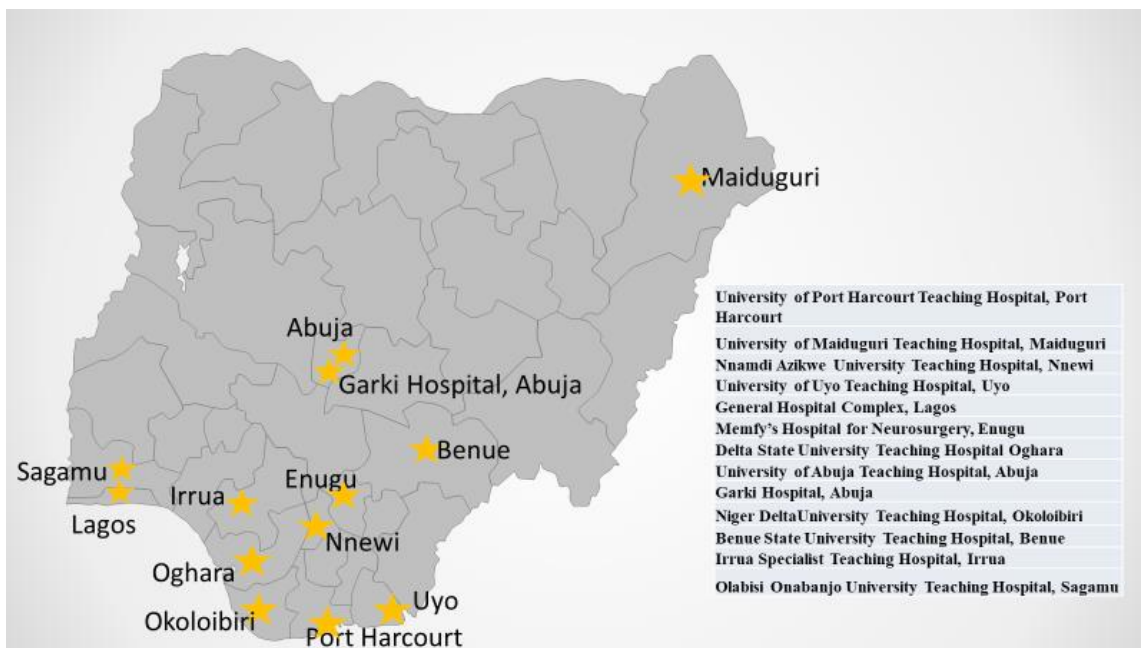 Maiduguri
Abuja
Garki Hospital, Abuja
Benue
Sagamu
Enugu
Irrua
Lagos
Nnewi
Oghara
Uyo
Okoloibiri
Port Harcourt
University of Port Harcourt Teaching Hospital, Port
Harcourt
University of Maiduguri Teaching Hospital, Maiduguri
Nnamdi Azikwe University Teaching Hospital, Nnewi
University of Uyo Teaching Hospital, Uyo
General Hospital Complex, Lagos
Memfy's Hospital for Neurosurgery, Enugu
Delta State University Teaching Hospital Oghara
University of Abuja Teaching Hospital, Abuja
Garki Hospital, Abuja
Niger DeltaUniversity Teaching Hospital, Okoloibiri
Benue State University Teaching Hospital, Benue
Irrua Specialist Teaching Hospital, Irrua
Olabisi Onabanjo University Teaching Hospital, Sagamu